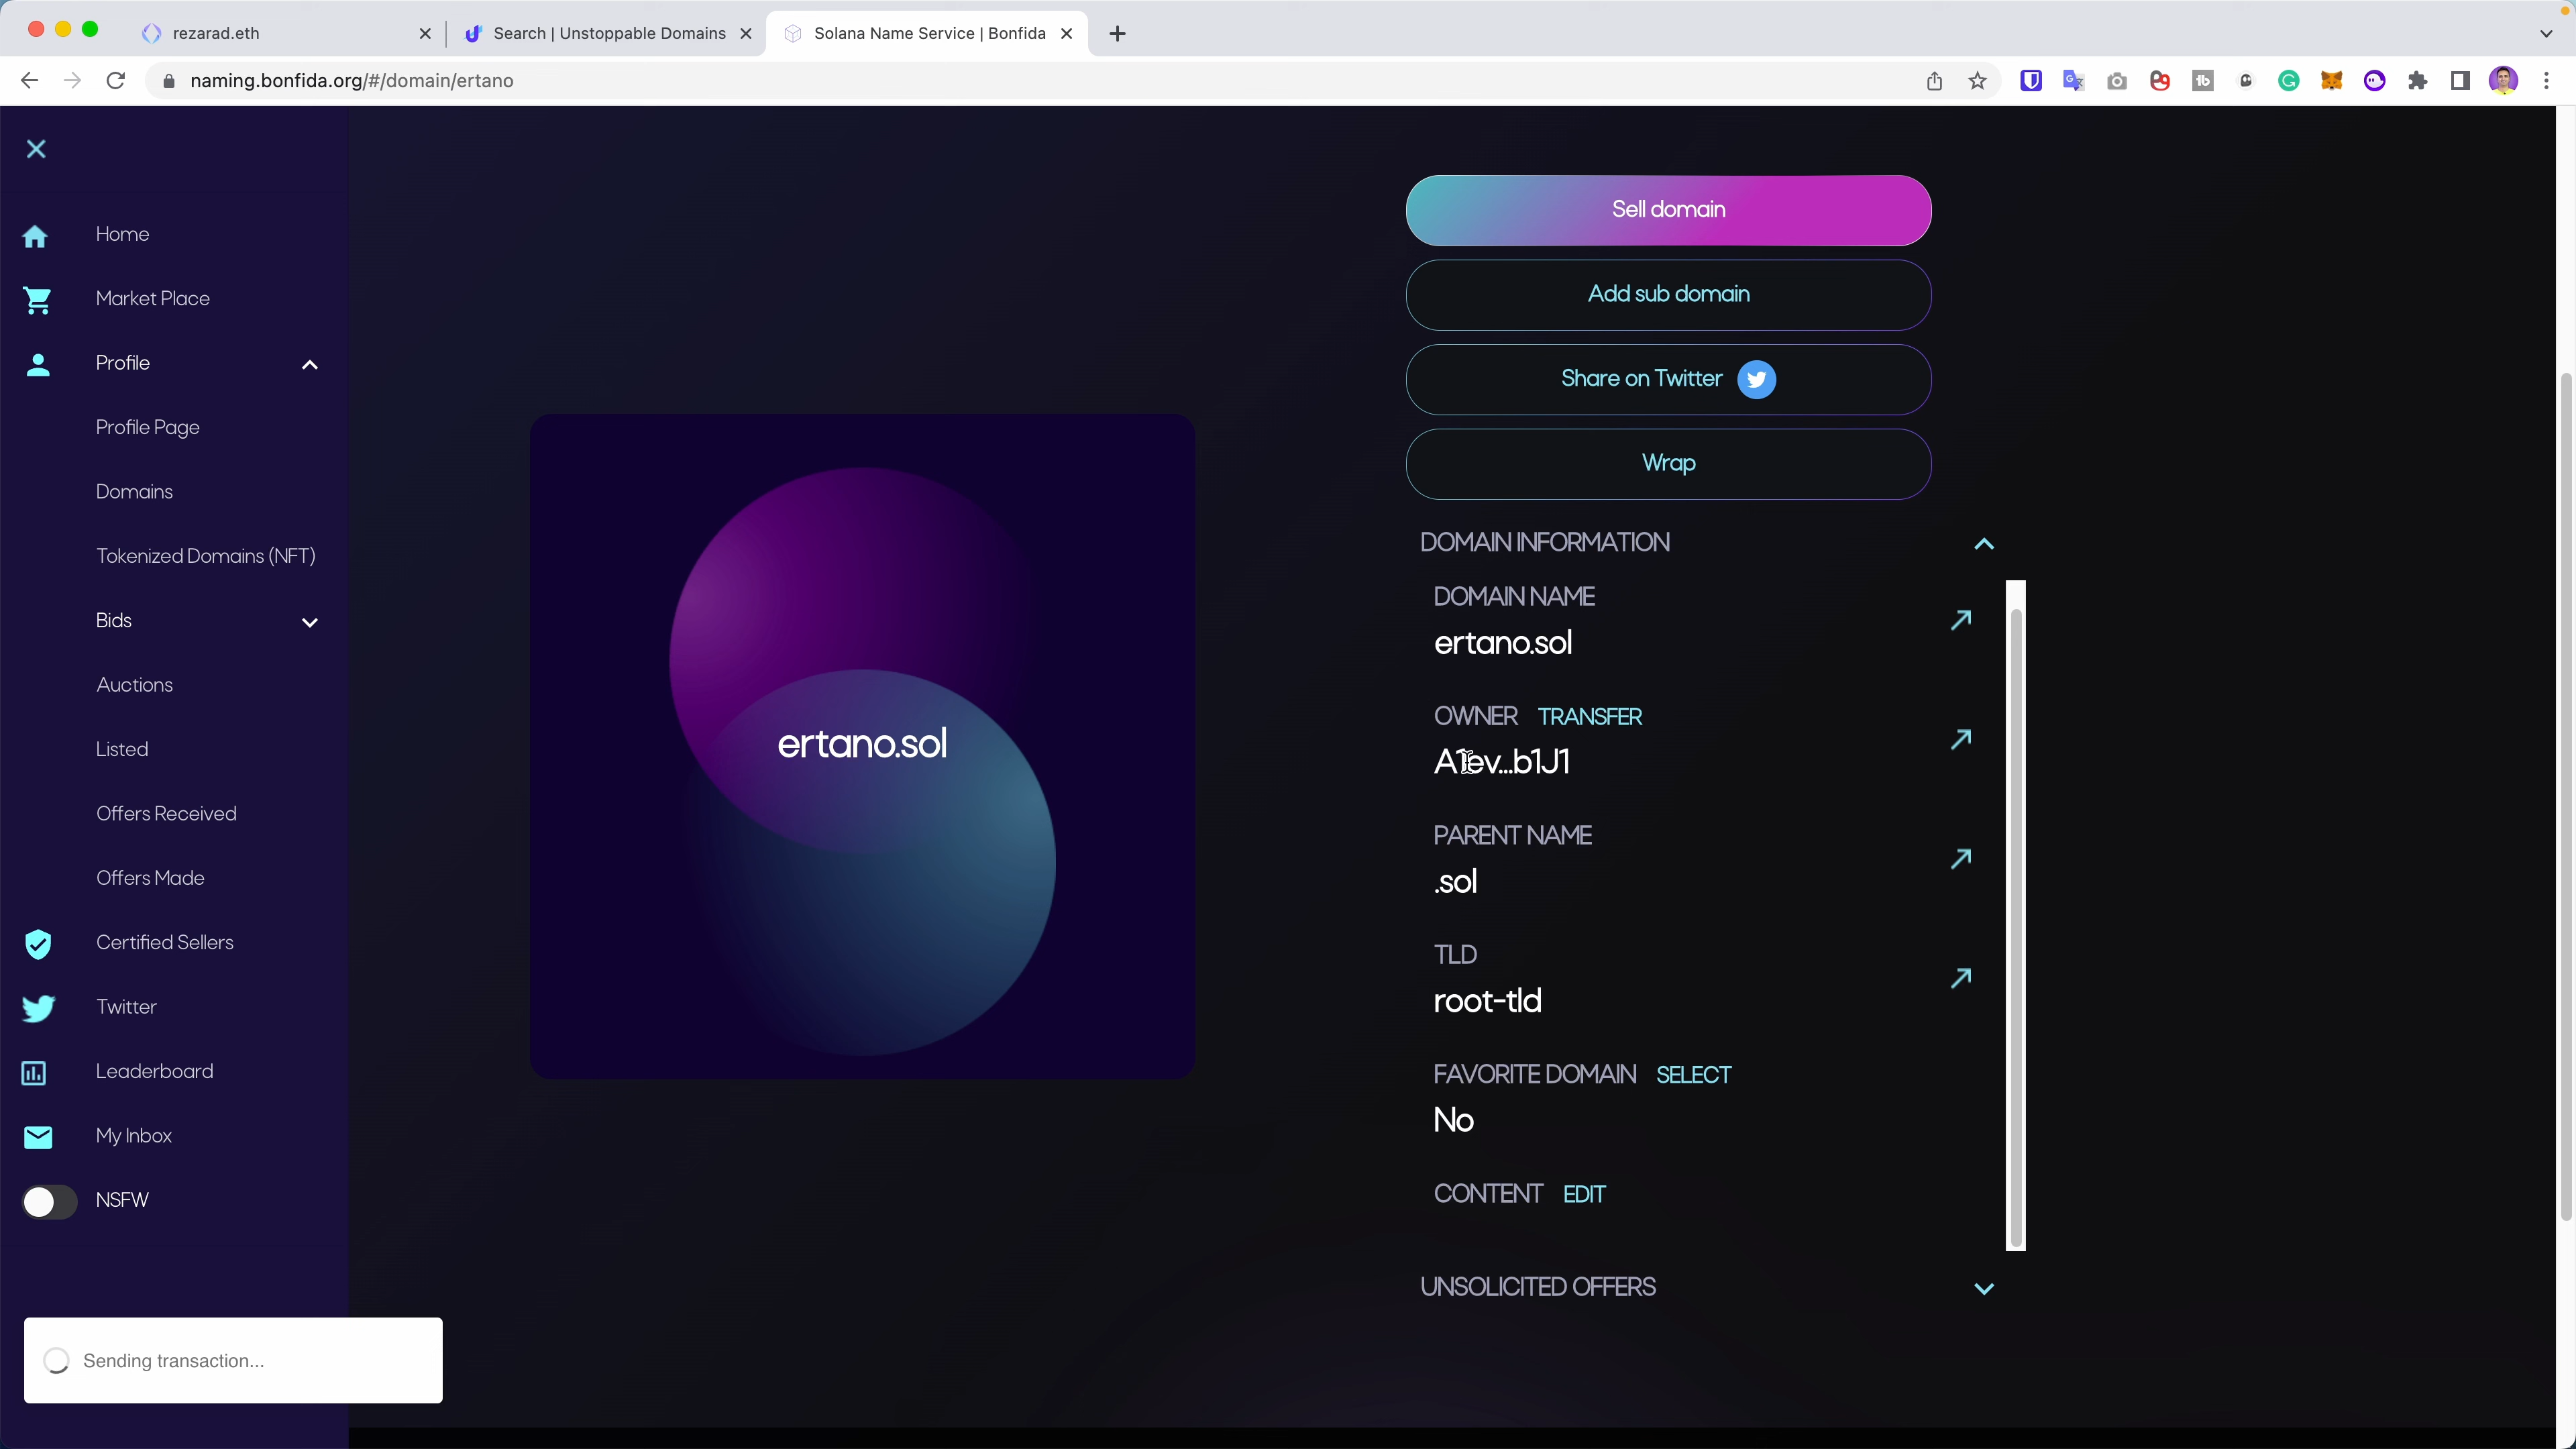 rezarad.eth
Search | Unstoppable Domains
Solana Name Service | Bonfida
naming.bonfida.org/#/domain/ertano
Home
Market Place
Profile
Profile Page
Domains
Tokenized Domains (NFT)
Bids
Auctions
Listed
Offers Received
Offers Made
Certified Sellers
Twitter
Leaderboard
My Inbox
NSFW
Sending transaction...
ertano.sol
Sell domain
Add sub domain
Share on Twitter
Wrap
DOMAIN INFORMATION
DOMAIN NAME
ertano.sol
OWNER TRANSFER
A1ev...b1J1
PARENT NAME
.sol
TLD
root-tld
FAVORITE DOMAIN SELECT
No
CONTENT EDIT
UNSOLICITED OFFERS